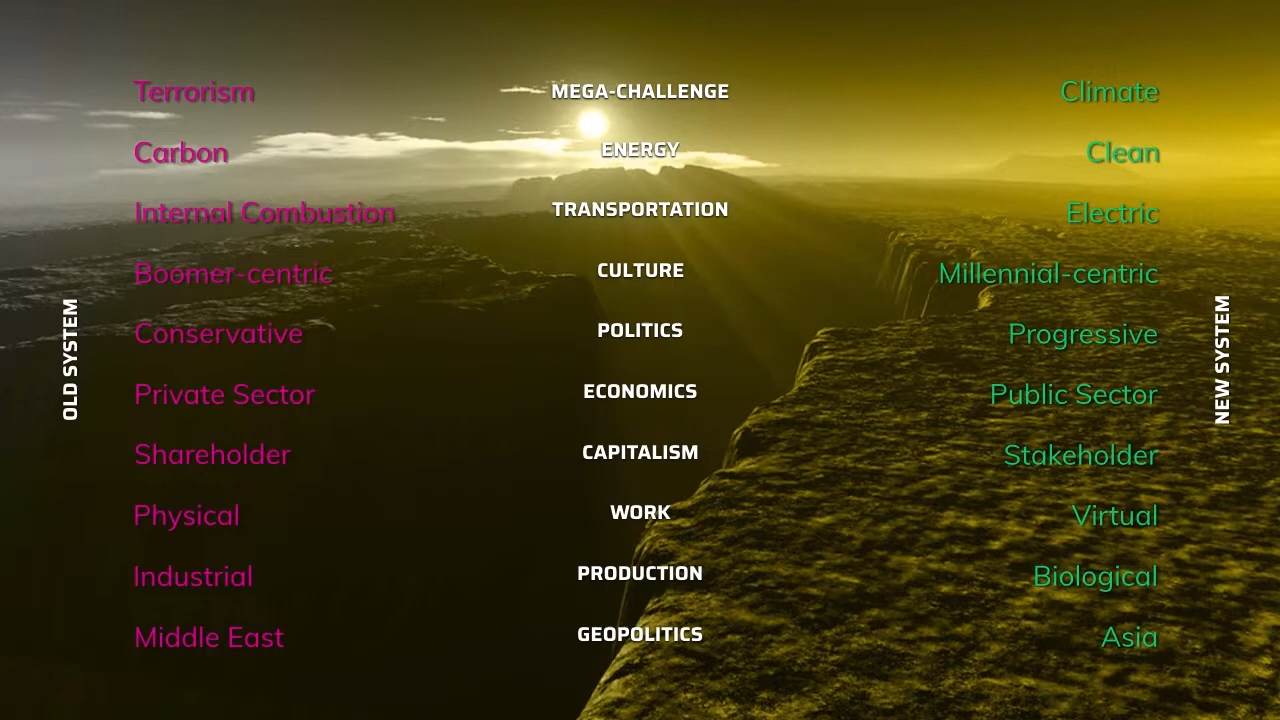 Terrorism MEGA-CHALLENGE Climate
Carbon ENERGY Clean
Internal Combustion TRANSPORTATION Electric
Boomer-centric CULTURE Millennial-centric
OLD SYSTEM
NEW SYSTEM
Conservative POLITICS Progressive
Private Sector ECONOMICS Public Sector
Shareholder CAPITALISM Stakeholder
Physical WORK Virtual
Industrial PRODUCTION Biological
Middle East GEOPOLITICS Asia